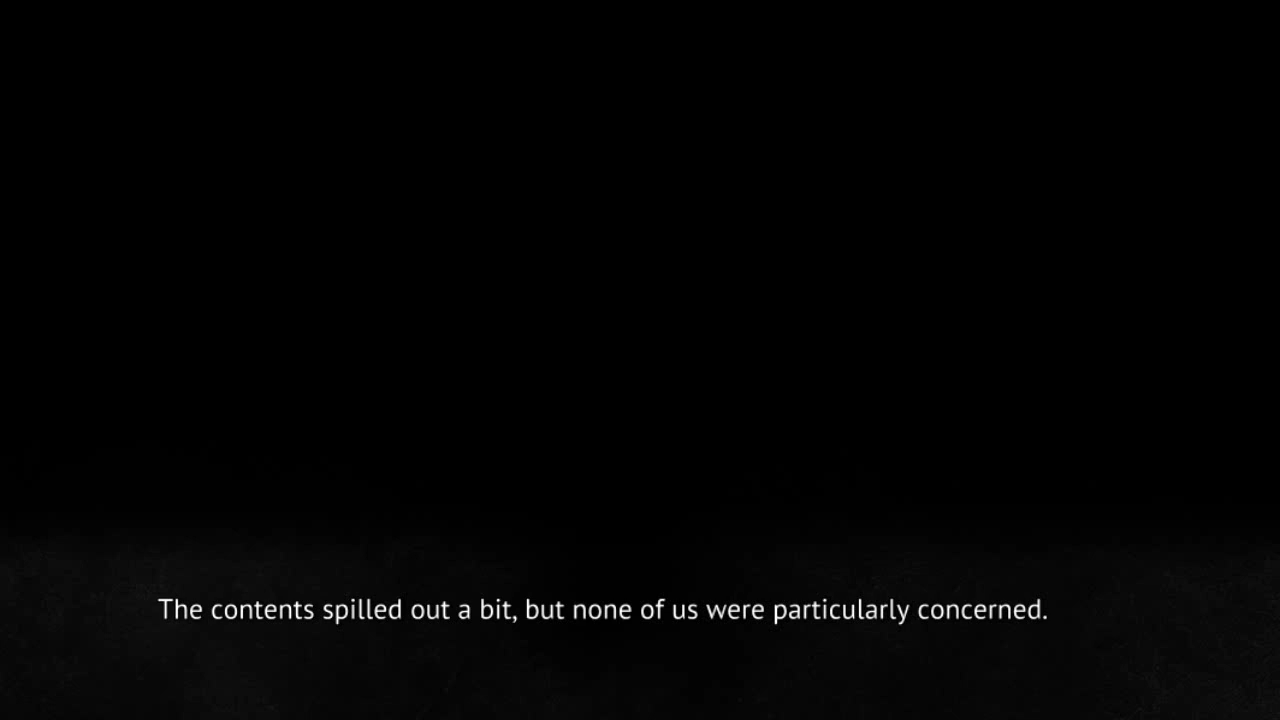 The contents spilled out a bit, but none of us were particularly concerned.